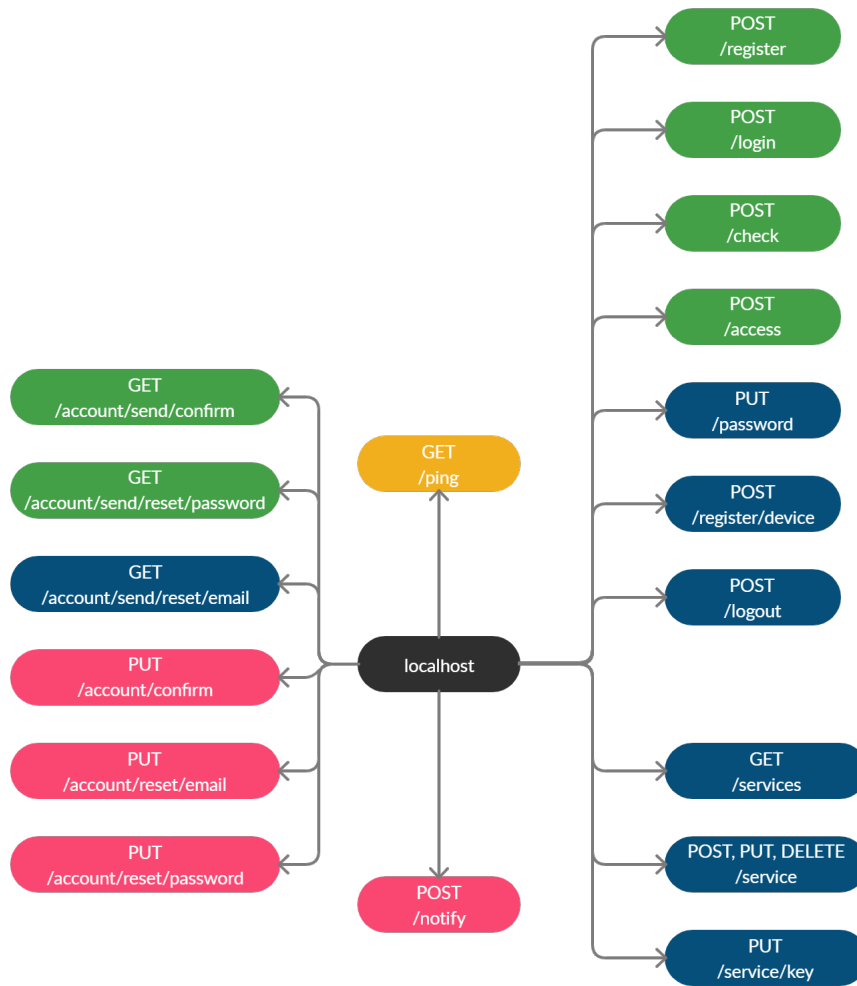 POST
/register
POST
/login
POST
/check
POST
/access
GET
/account/send/confirm
PUT
/password
GET
/ping
GET
/account/send/reset/password
POST
/register/device
GET
/account/send/reset/email
POST
/logout
localhost
PUT
/account/confirm
PUT
/account/reset/email
GET
/services
PUT
/account/reset/password
POST, PUT, DELETE
/service
POST
/notify
PUT
/service/key